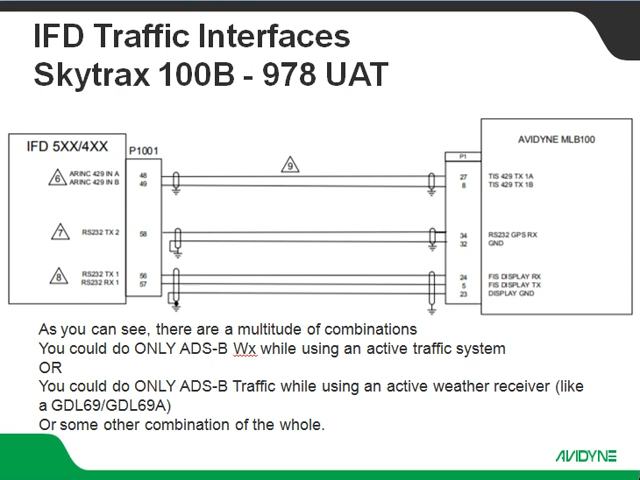 IFD Traffic Interfaces
Skytrax 100B - 978 UAT
IFD 5XX/4XX
P1001
6
ARINC 429 IN A
ARINC 429 IN B
48
49
7
RS232 TX 2
58
8
RS232 TX 1
RS232 RX 1
56
57
9
AVIDYNE MLB100
P1
27
8
TIS 429 TX 1A
TIS 429 TX 1B
34
32
RS232 GPS RX
GND
24
5
23
FIS DISPLAY RX
FIS DISPLAY TX
DISPLAY GND
As you can see, there are a multitude of combinations
You could do ONLY ADS-B Wx while using an active traffic system
OR
You could do ONLY ADS-B Traffic while using an active weather receiver (like
a GDL69/GDL69A)
Or some other combination of the whole.
AVIDYNE